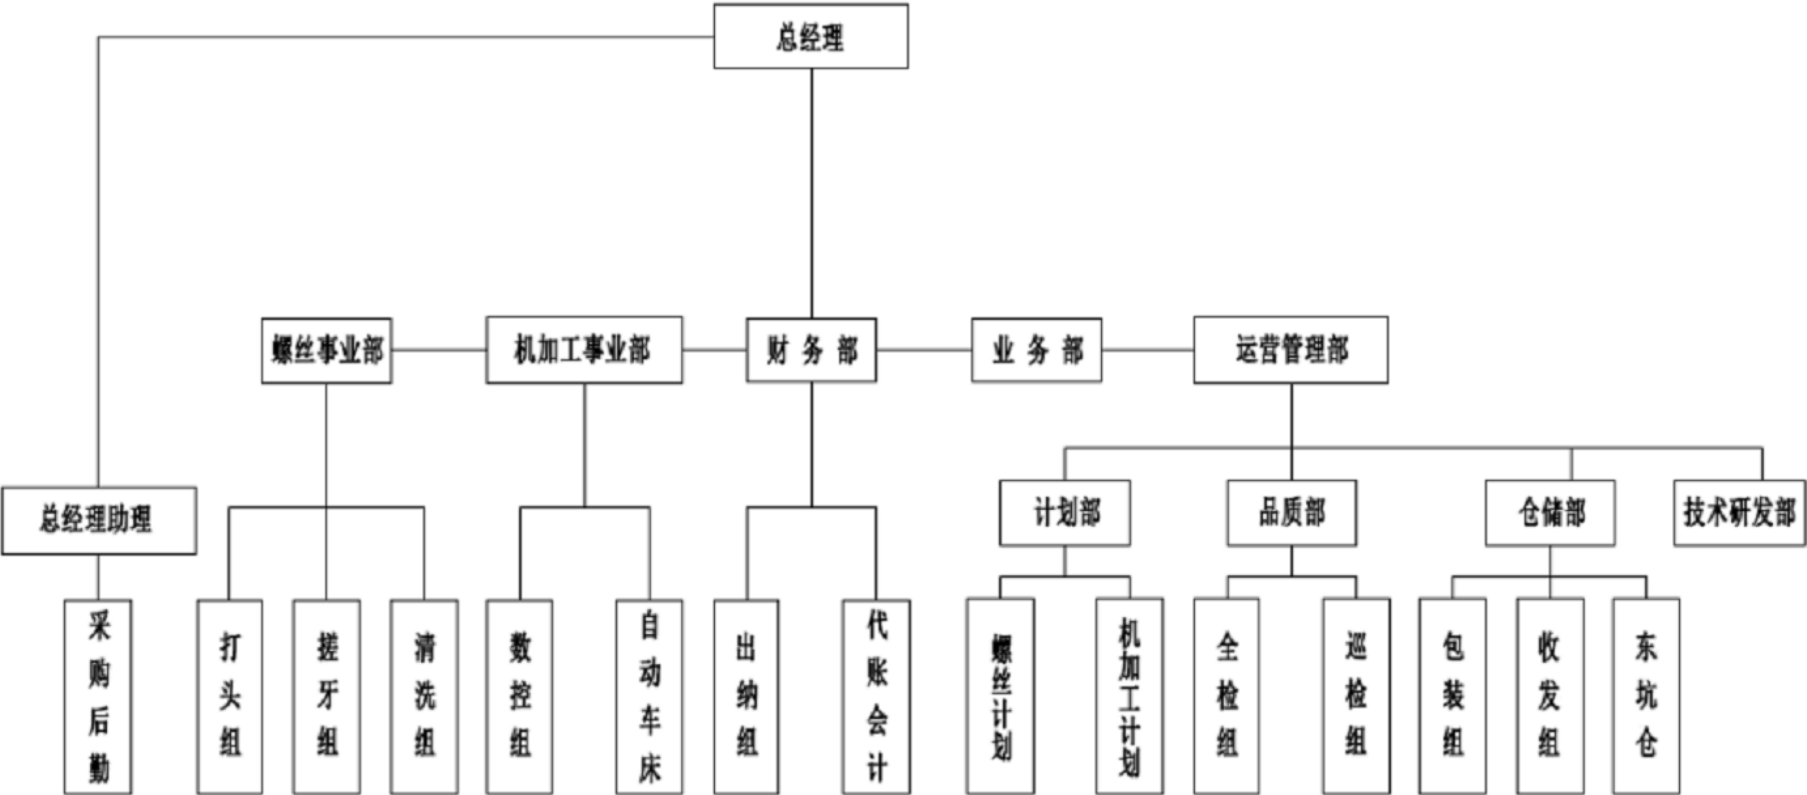 总经理
螺丝事业部
机加工事业部
财务部
业务部
运营管理部
总经理助理
计划部
品质部
仓储部
技术研发部
采购后勤
打头组
搓牙组
清洗组
数控组
自动车床
出纳组
代账会计
螺丝计划
机加工计划
全检组
巡检组
包装组
收发组
东坑仓